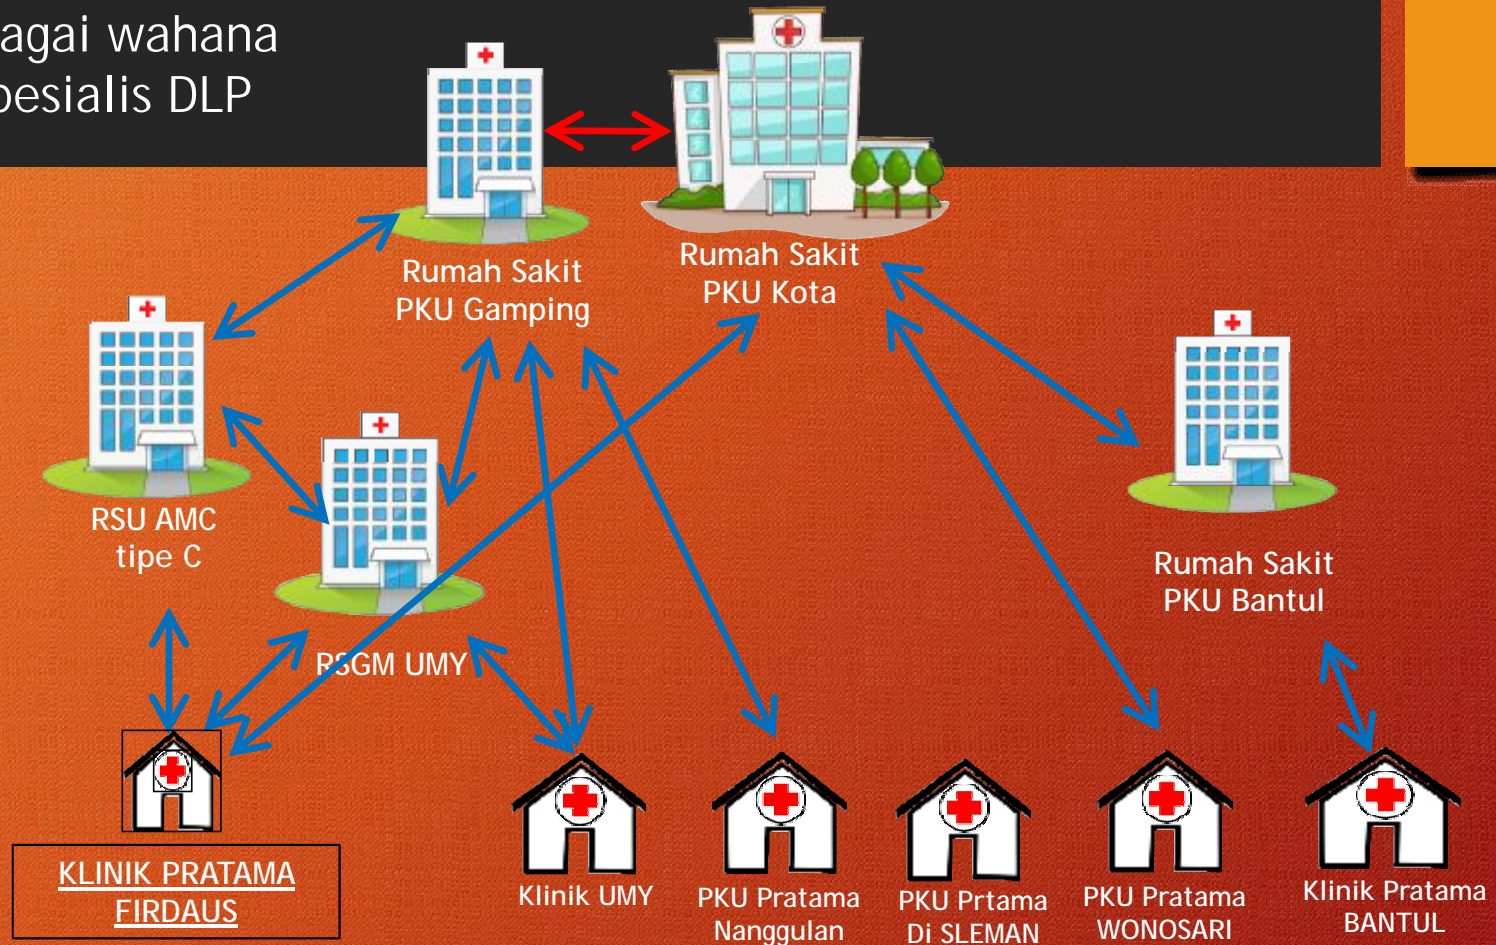 agai wahana
pesialis DLP
Rumah Sakit
PKU Gamping
Rumah Sakit
PKU Kota
RSU AMC
tipe C
RSGM UMY
Rumah Sakit
PKU Bantul
KLINIK PRATAMA
FIRDAUS
Klinik UMY
PKU Pratama
Nanggulan
PKU Prtama
Di SLEMAN
PKU Pratama
WONOSARI
Klinik Pratama
BANTUL